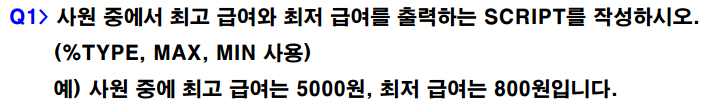 Q1> 사원 중에서 최고 급여와 최저 급여를 출력하는 SCRIPT를 작성하시오.
(%TYPE, MAX, MIN 사용)
예) 사원 중에 최고 급여는 5000원, 최저 급여는 800원입니다.